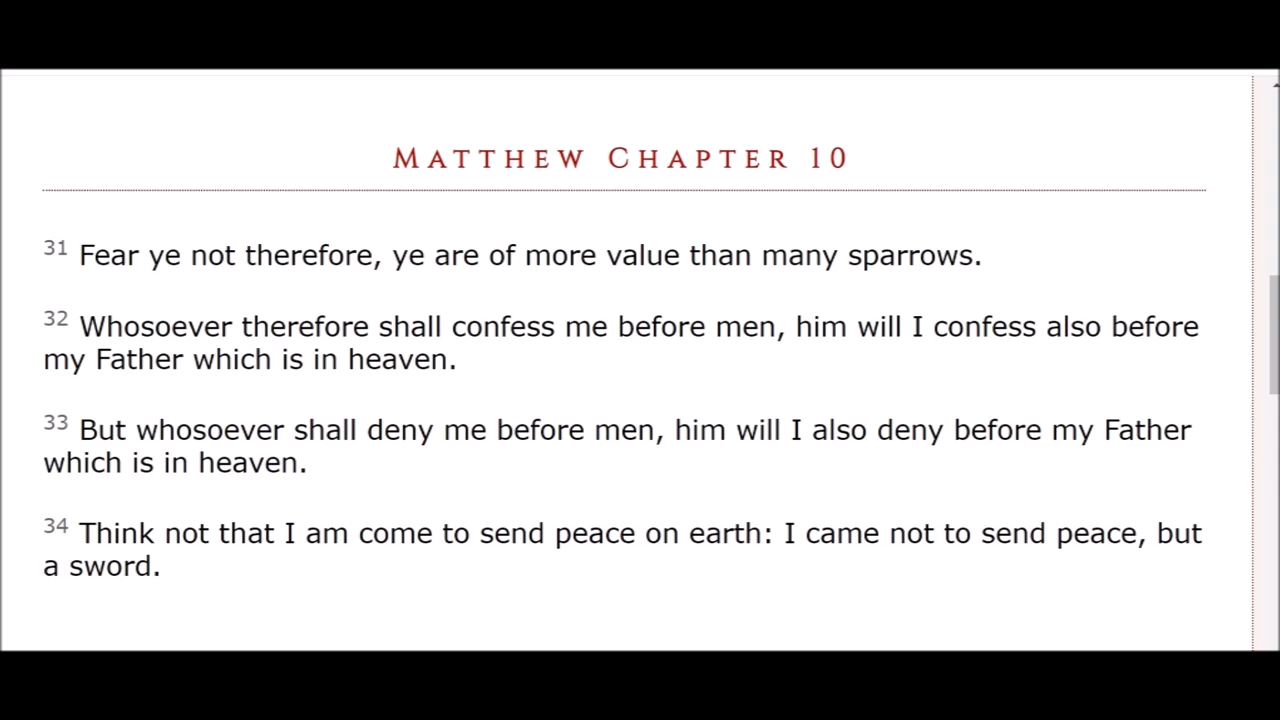 Matthew Chapter 10
31 Fear ye not therefore, ye are of more value than many sparrows.
32 Whosoever therefore shall confess me before men, him will I confess also before
my Father which is in heaven.
33 But whosoever shall deny me before men, him will I also deny before my Father
which is in heaven.
34 Think not that I am come to send peace on earth: I came not to send peace, but
a sword.